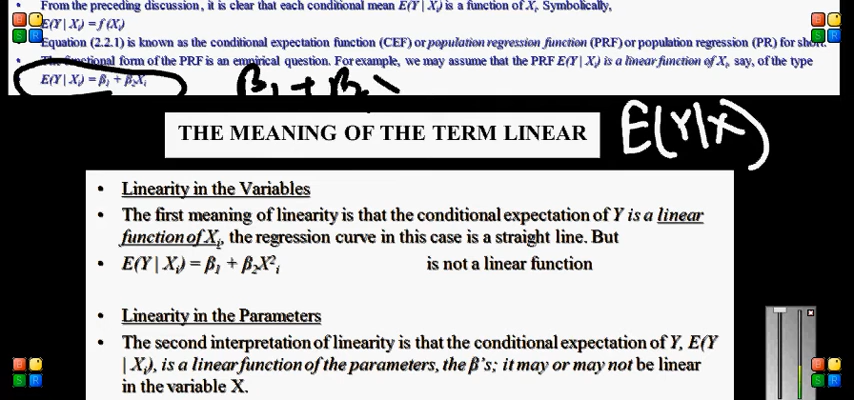 From the preceding discussion, it is clear that each conditional mean E(Y | Xᵢ) is a function of Xᵢ. Symbolically,
E(Y | Xᵢ) = f (Xᵢ)
• Equation (2.2.1) is known as the conditional expectation function (CEF) or population regression function (PRF) or population regression (PR) for short.
• The functional form of the PRF is an empirical question. For example, we may assume that the PRF E(Y | Xᵢ) is a linear function of Xᵢ, say, of the type
E(Y | Xᵢ) = β₁ + β₂Xᵢ
β₁ + β₂ X
THE MEANING OF THE TERM LINEAR
E(Y|X)
• Linearity in the Variables
• The first meaning of linearity is that the conditional expectation of Y is a linear
function of Xᵢ, the regression curve in this case is a straight line. But
• E(Y | Xᵢ) = β₁ + β₂X²ᵢ is not a linear function
• Linearity in the Parameters
• The second interpretation of linearity is that the conditional expectation of Y, E(Y
| Xᵢ), is a linear function of the parameters, the β's; it may or may not be linear
in the variable X.
B S R
B S R
B S R
B S R